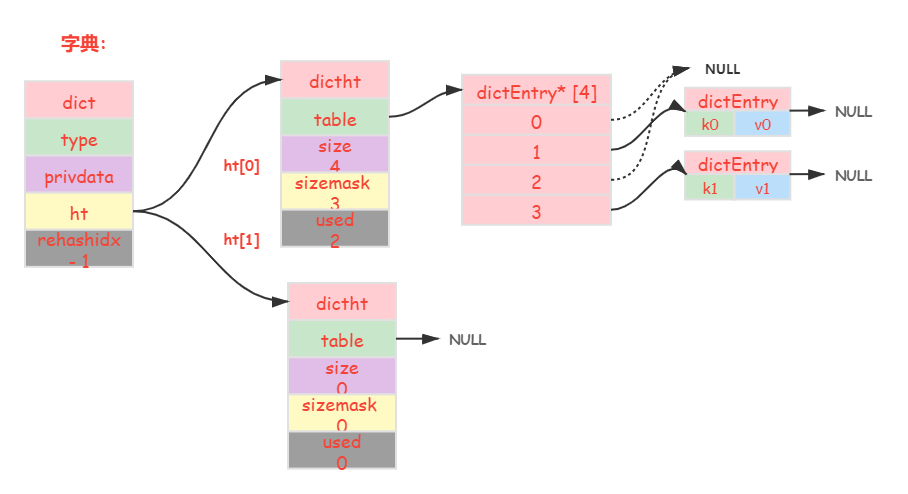 字典:
dict
type
privdata
ht
rehashidx
- 1
ht[0]
ht[1]
dictht
table
size
4
sizemask
3
used
2
dictEntry* [4]
0
1
2
3
NULL
dictEntry
k0 v0
NULL
dictEntry
k1 v1
NULL
dictht
table
size
0
sizemask
0
used
0
NULL